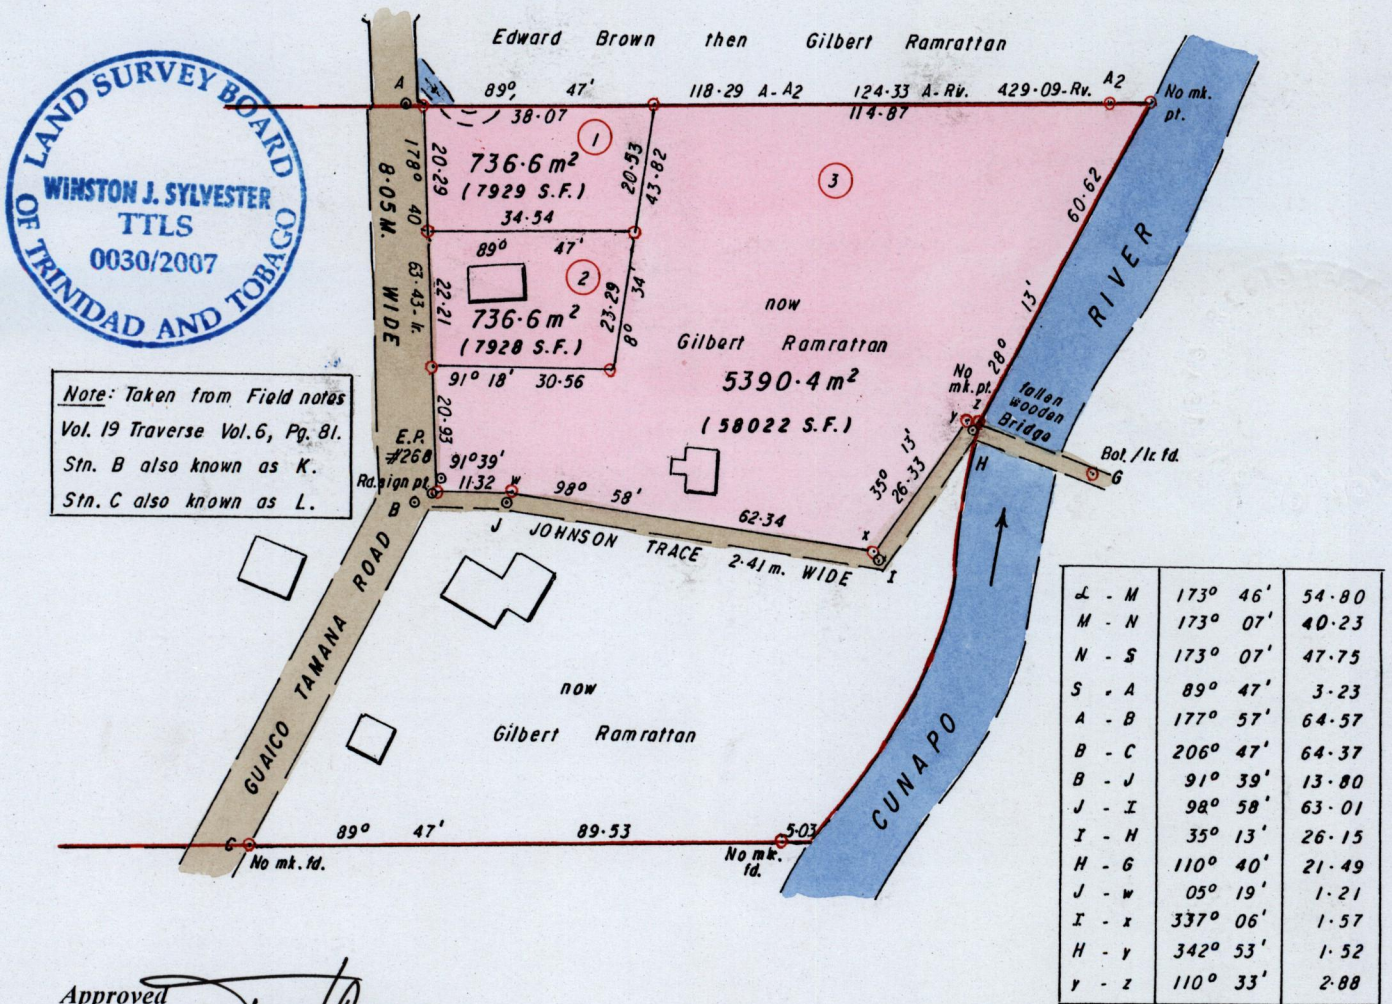 Edward Brown then Gilbert Ramrattan
LAND SURVEY BOARD
OF TRINIDAD AND TOBAGO
WINSTON J. SYLVESTER
TTLS
0030/2007
A
89°, 47'
38·07
118·29 A-A2
124·33 A-Rv.
114·87
429·09-Rv.
A2
No mk.
pt.
178° 40'
63·43-Ir.
8·05M. WIDE
20·29
1
736·6 m²
(7929 S.F.)
34·54
20·53
43·82
3
60·62
28° 13'
89° 47'
2
22·21
736·6 m²
(7928 S.F.)
23·29
8° 34'
91° 18' 30·56
now
Gilbert Ramrattan
5390·4 m²
(58022 S.F.)
RIVER
No
mk. pt.
y z
fallen
wooden
Bridge
H
Bot./Ir. fd.
G
Note: Taken from Field notes
Vol. 19 Traverse Vol. 6, Pg. 81.
Stn. B also known as K.
Stn. C also known as L.
20·93
E.P.
#268
Rd. sign pt.
B
91°39'
11·32
w
98° 58'
62·34
35° 13'
26·33
x
I
J
JOHNSON TRACE 2·41m. WIDE
GUAICO TAMANA ROAD
now
Gilbert Ramrattan
CUNAPO
C
No mk. fd.
89° 47' 89·53
5·03
No mk.
fd.
L - M 173° 46' 54·80
M - N 173° 07' 40·23
N - S 173° 07' 47·75
S - A 89° 47' 3·23
A - B 177° 57' 64·57
B - C 206° 47' 64·37
B - J 91° 39' 13·80
J - I 98° 58' 63·01
I - H 35° 13' 26·15
H - G 110° 40' 21·49
J - w 05° 19' 1·21
I - x 337° 06' 1·57
H - y 342° 53' 1·52
y - z 110° 33' 2·88
Approved